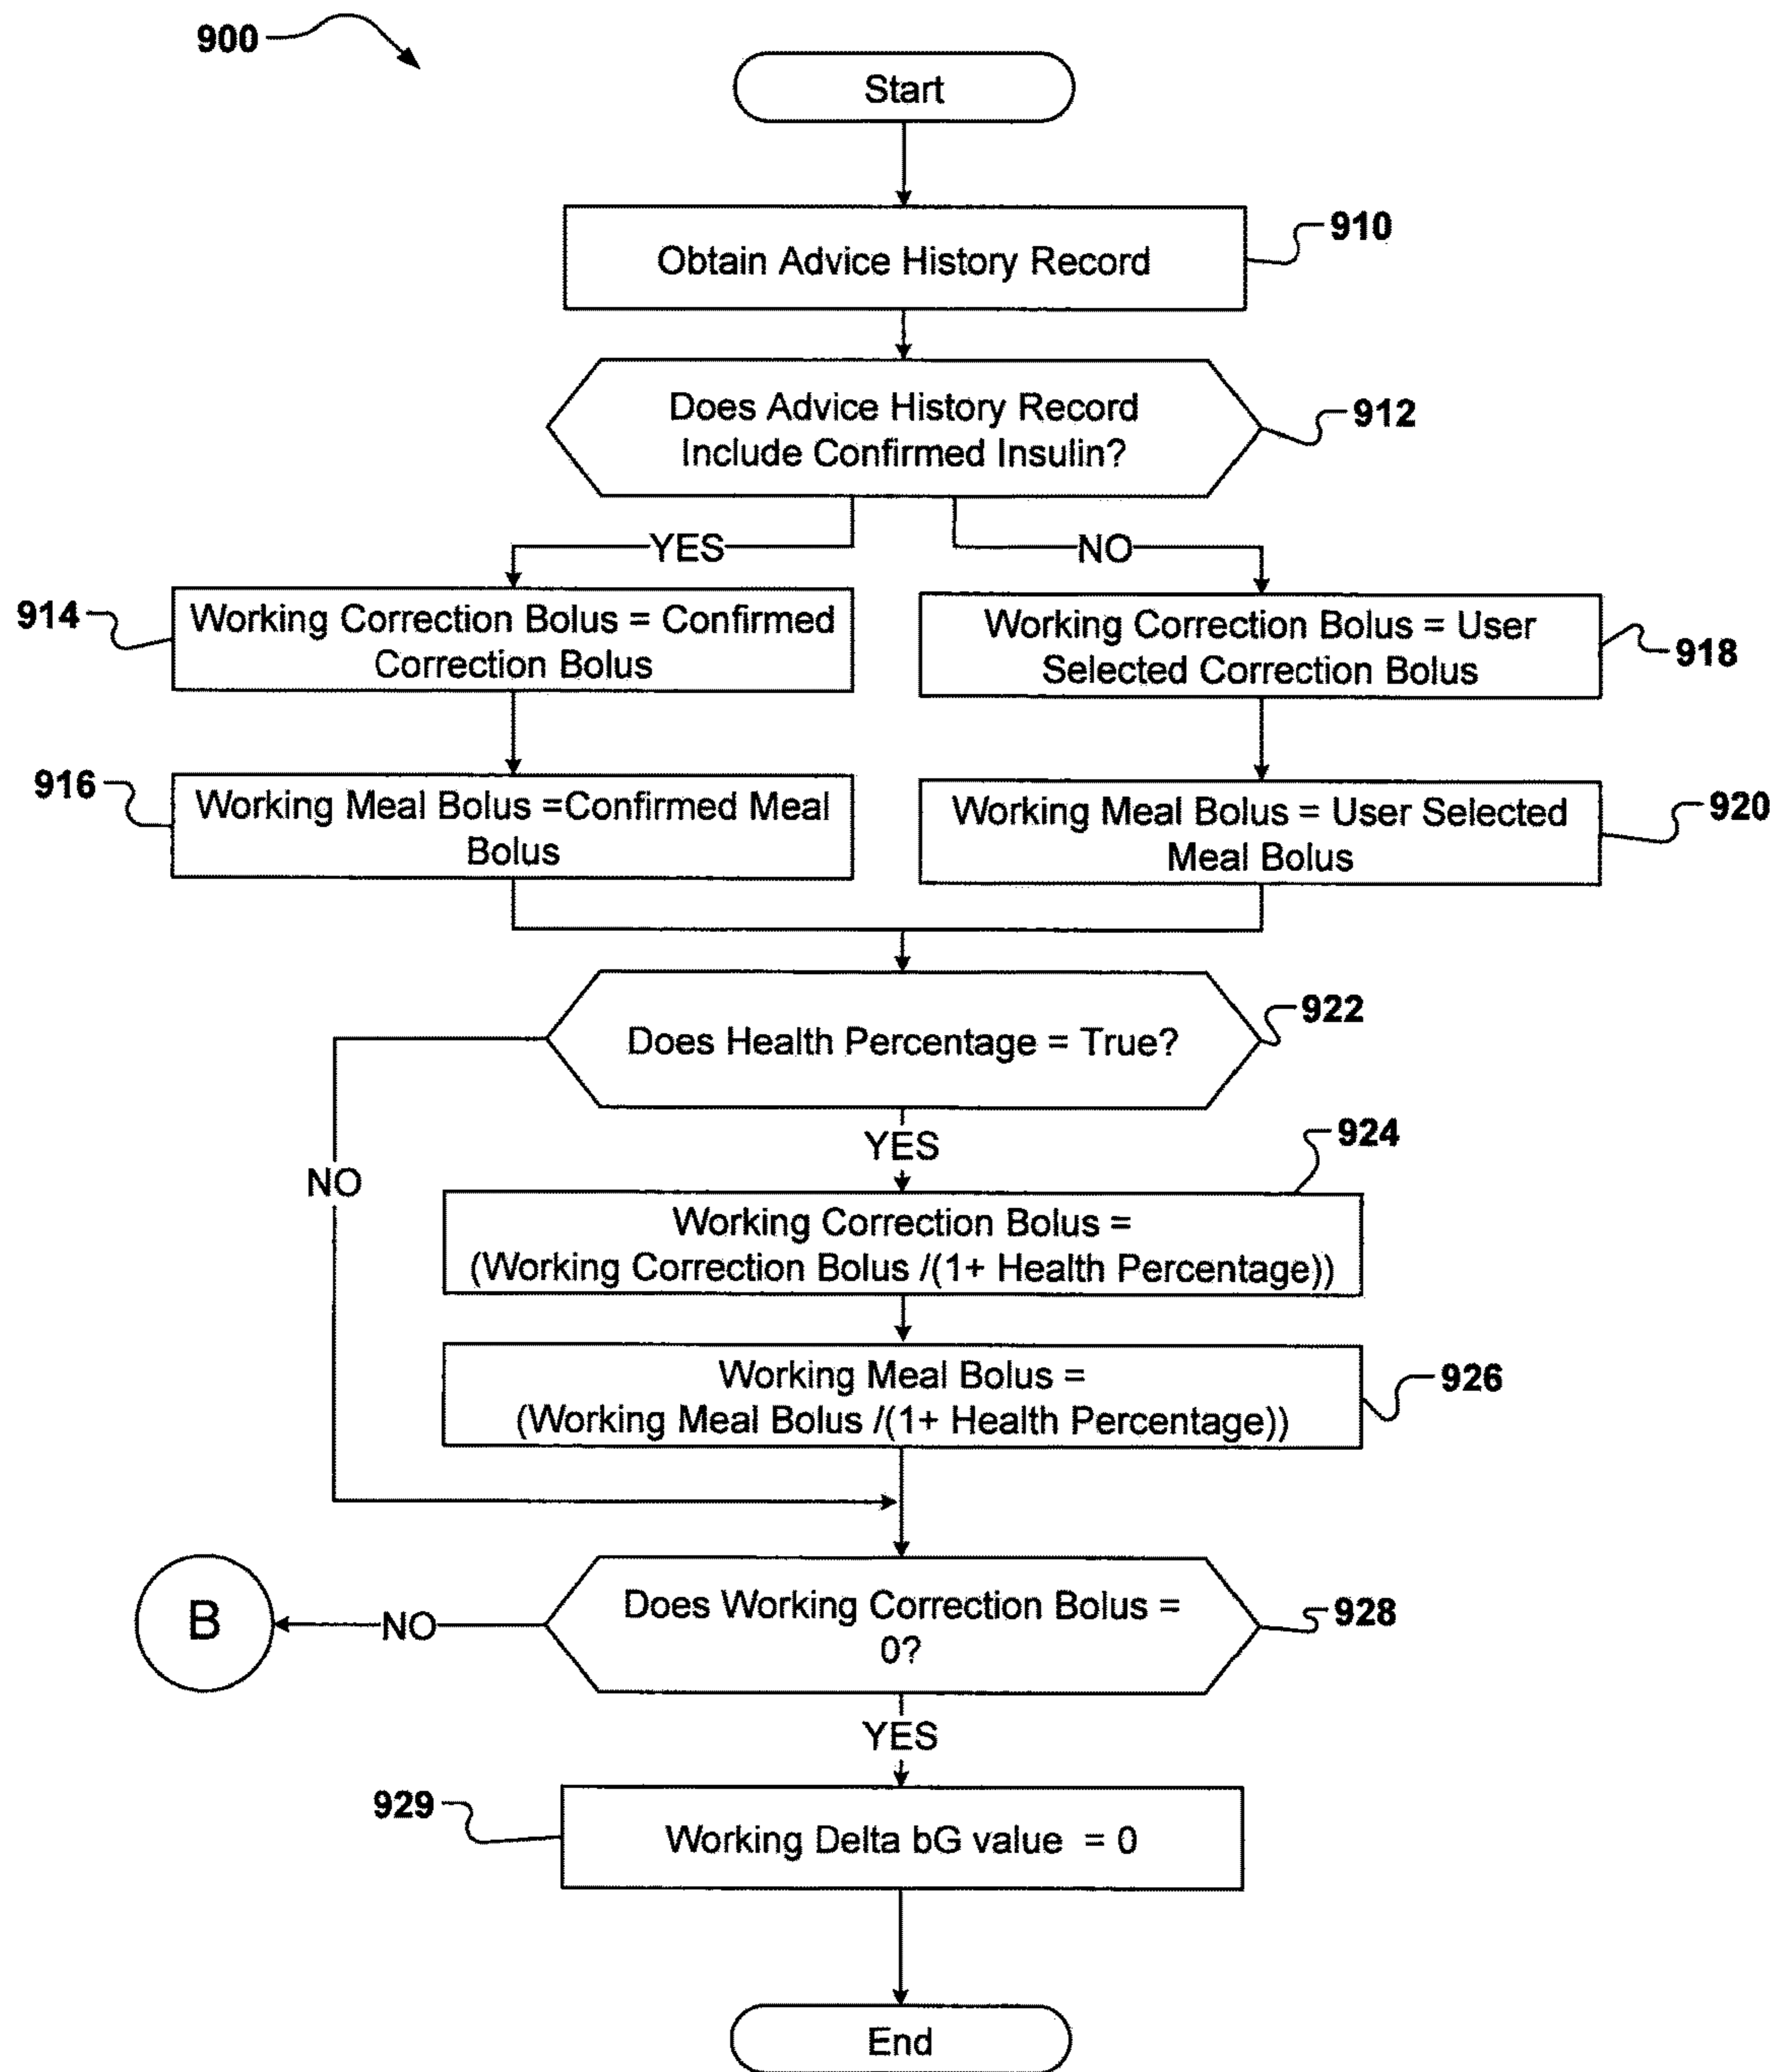 900
Start
Obtain Advice History Record
910
Does Advice History Record
Include Confirmed Insulin?
912
YES
NO
914
Working Correction Bolus = Confirmed
Correction Bolus
Working Correction Bolus = User
Selected Correction Bolus
918
916
Working Meal Bolus =Confirmed Meal
Bolus
Working Meal Bolus = User Selected
Meal Bolus
920
Does Health Percentage = True?
922
YES
NO
924
Working Correction Bolus =
(Working Correction Bolus /(1+ Health Percentage))
Working Meal Bolus =
(Working Meal Bolus /(1+ Health Percentage))
926
B
NO
Does Working Correction Bolus =
0?
928
YES
929
Working Delta bG value = 0
End